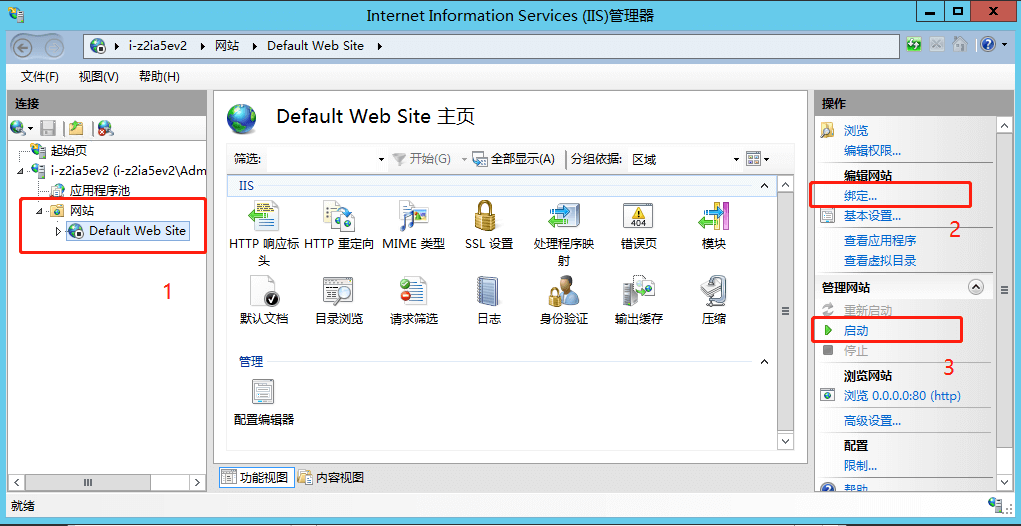 Internet Information Services (IIS)管理器
i-z2ia5ev2 网站 Default Web Site
文件(F) 视图(V) 帮助(H)
连接
起始页
i-z2ia5ev2 (i-z2ia5ev2\Adm
应用程序池
网站
Default Web Site
1
Default Web Site 主页
筛选: 开始(G) 全部显示(A) 分组依据: 区域
IIS
HTTP 响应标头 HTTP 重定向 MIME 类型 SSL 设置 处理程序映射 404 错误页 模块
默认文档 目录浏览 请求筛选 日志 身份验证 输出缓存 压缩
管理
配置编辑器
功能视图 内容视图
操作
浏览
编辑权限...
编辑网站
绑定...
基本设置...
2
查看应用程序
查看虚拟目录
管理网站
重新启动
启动
停止
3
浏览网站
浏览 0.0.0.0:80 (http)
高级设置...
配置
限制...
帮助
就绪